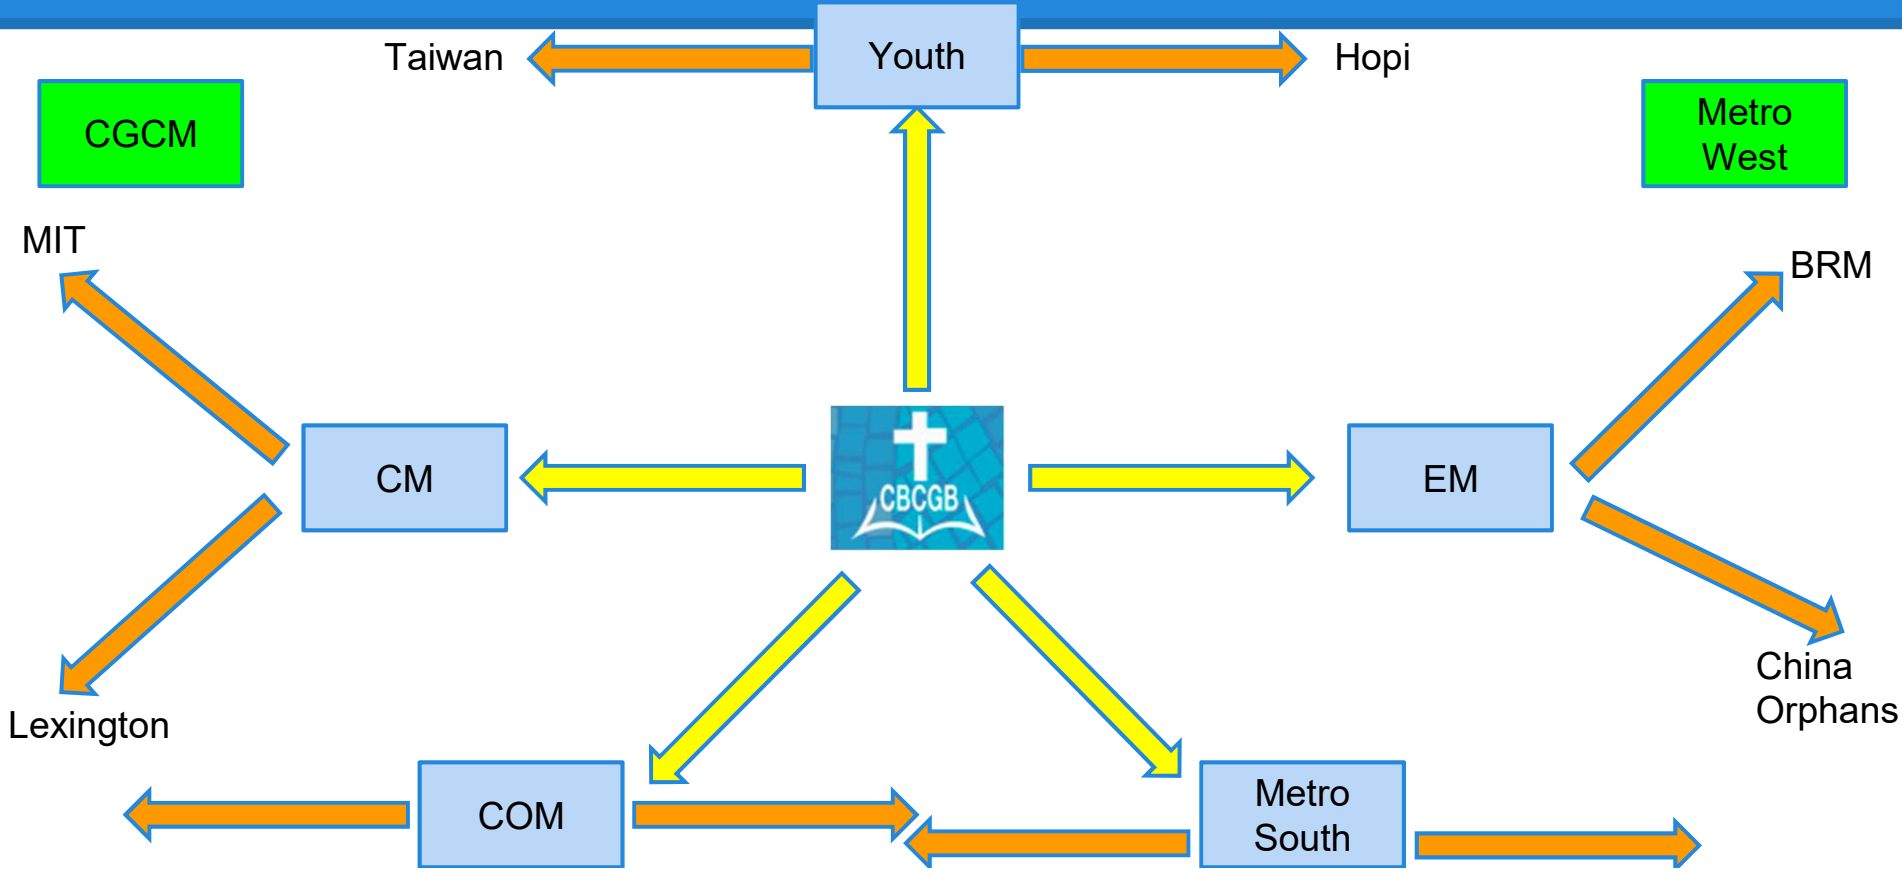 Taiwan
Youth
Hopi
CGCM
Metro
West
MIT
BRM
CM
CBCGB
EM
China
Orphans
Lexington
COM
Metro
South